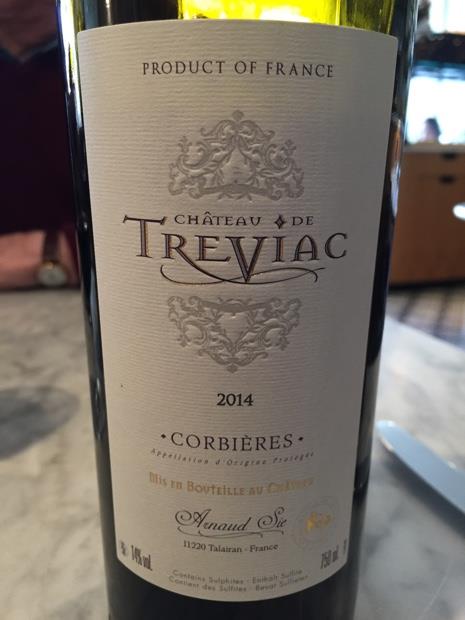 PRODUCT OF FRANCE
CHÂTEAU DE
TREVIAC
2014
• CORBIÈRES •
Appellation d'Origine Protégée
MIS EN BOUTEILLE AU CHÂTEAU
Arnaud Sie
11220 Talairan - France
14% vol. 750 mL
Contains Sulphites - Enthält Sulfite
Contient des Sulfites - Bevat Sulfieten